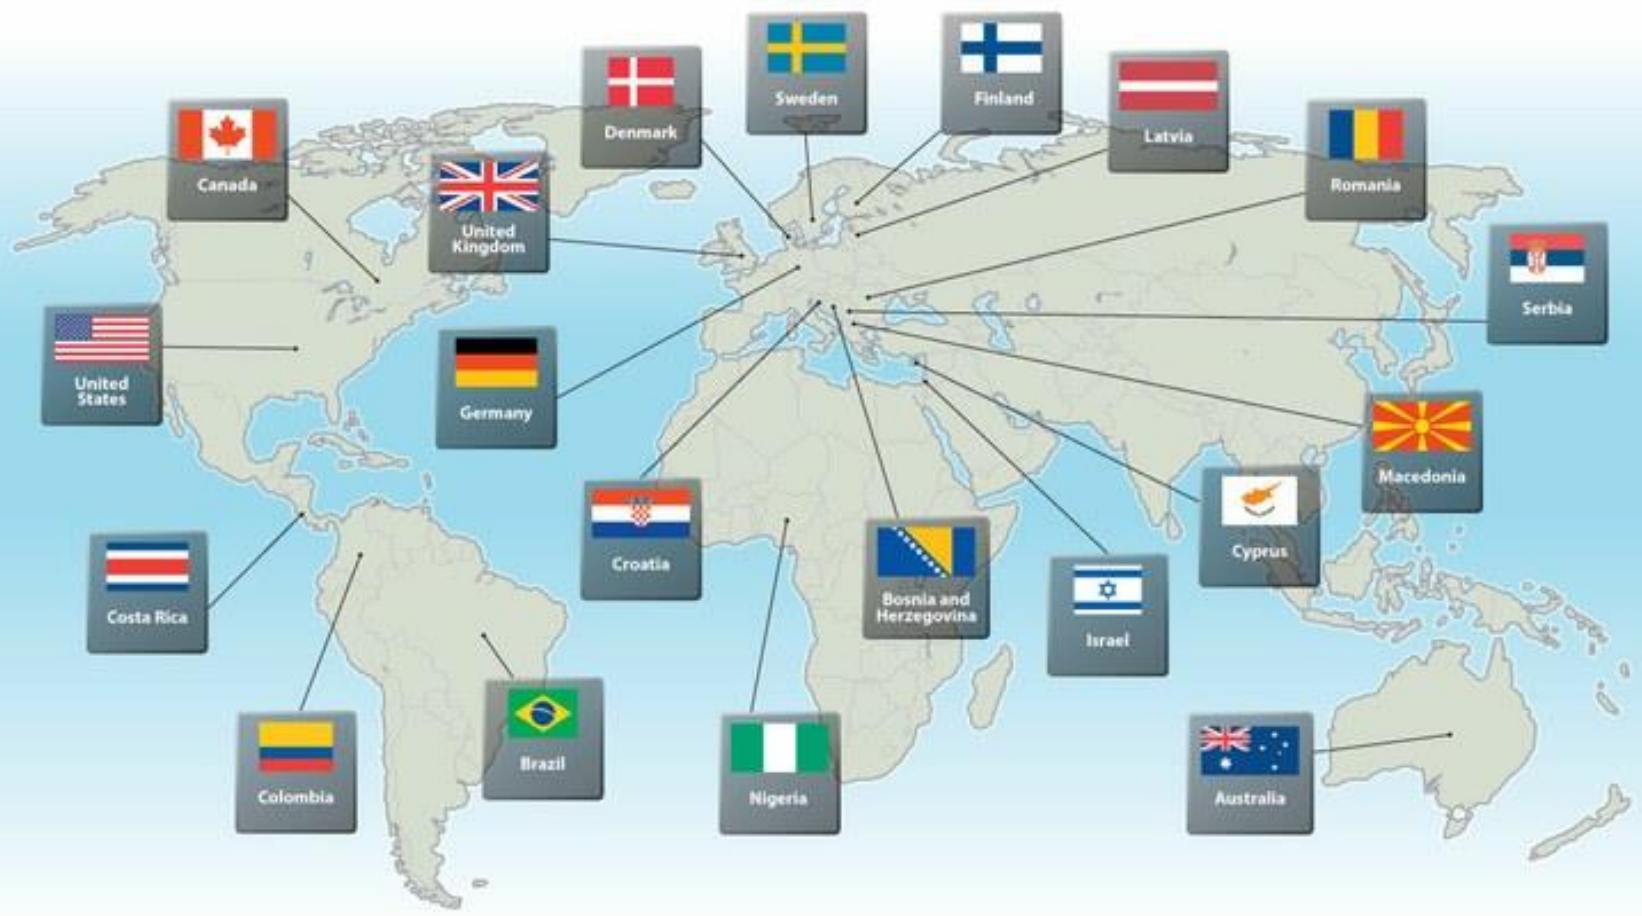 Sweden
Finland
Denmark
Latvia
Canada
Romania
United
Kingdom
Serbia
United
States
Germany
Macedonia
Croatia
Cyprus
Costa Rica
Bosnia and
Herzegovina
Israel
Brazil
Colombia
Nigeria
Australia